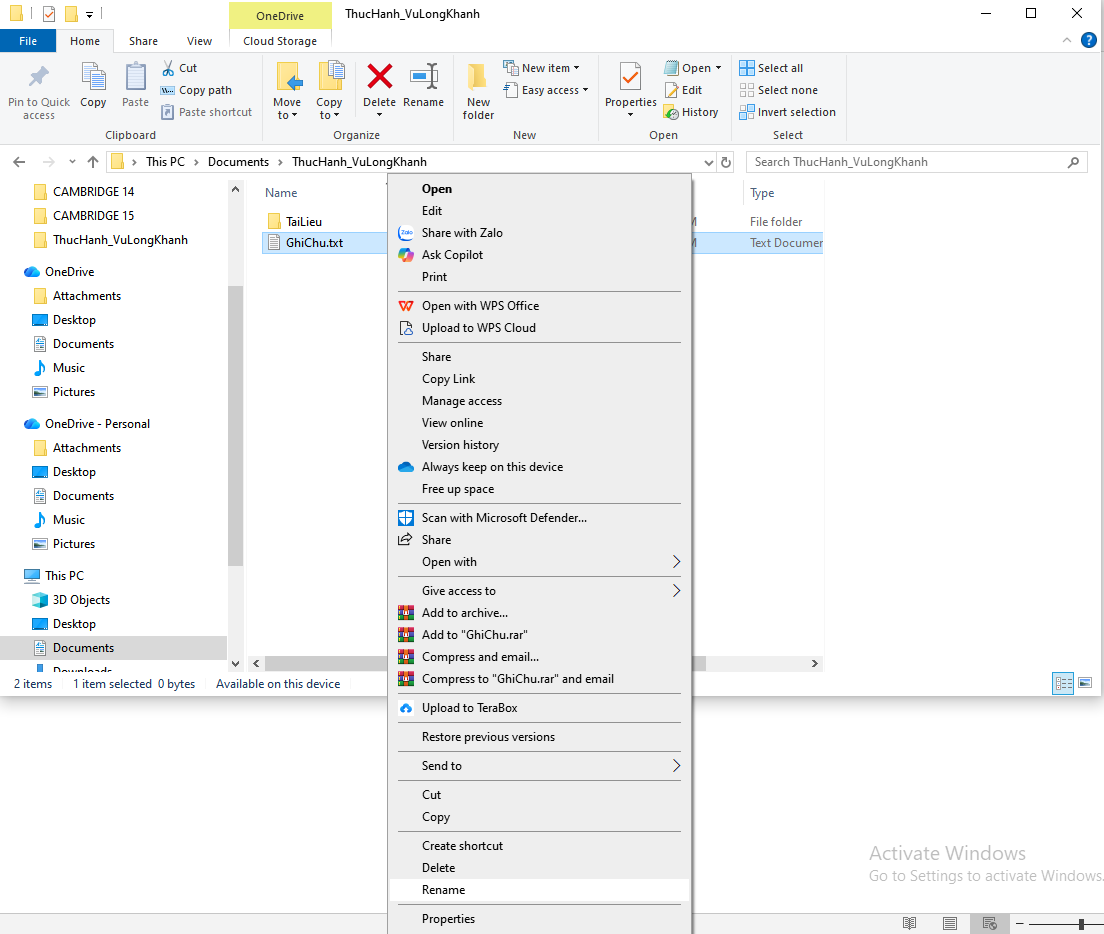 OneDrive ThucHanh_VuLongKhanh
File Home Share View Cloud Storage
Pin to Quick access
Copy
Paste
Cut
Copy path
Paste shortcut
Clipboard
Move to
Copy to
Delete
Rename
Organize
New folder
New item
Easy access
New
Properties
Open
Edit
History
Open
Select all
Select none
Invert selection
Select
This PC > Documents > ThucHanh_VuLongKhanh
Search ThucHanh_VuLongKhanh
CAMBRIDGE 14
CAMBRIDGE 15
ThucHanh_VuLongKhanh
OneDrive
Attachments
Desktop
Documents
Music
Pictures
OneDrive - Personal
Attachments
Desktop
Documents
Music
Pictures
This PC
3D Objects
Desktop
Documents
Downloads
Name Type
TaiLieu M File folder
GhiChu.txt M Text Documen
Open
Edit
Share with Zalo
Ask Copilot
Print
Open with WPS Office
Upload to WPS Cloud
Share
Copy Link
Manage access
View online
Version history
Always keep on this device
Free up space
Scan with Microsoft Defender...
Share
Open with
Give access to
Add to archive...
Add to "GhiChu.rar"
Compress and email...
Compress to "GhiChu.rar" and email
Upload to TeraBox
Restore previous versions
Send to
Cut
Copy
Create shortcut
Delete
Rename
Properties
2 items 1 item selected 0 bytes Available on this device
Activate Windows
Go to Settings to activate Windows.